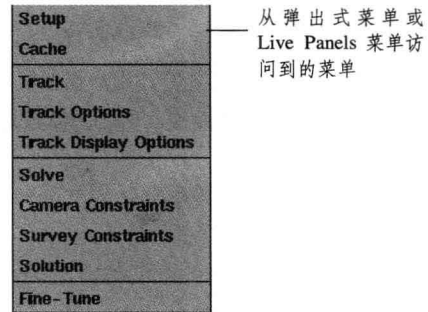 Setup
Cache
Track
Track Options
Track Display Options
Solve
Camera Constraints
Survey Constraints
Solution
Fine-Tune
从弹出式菜单或
Live Panels 菜单访
问到的菜单